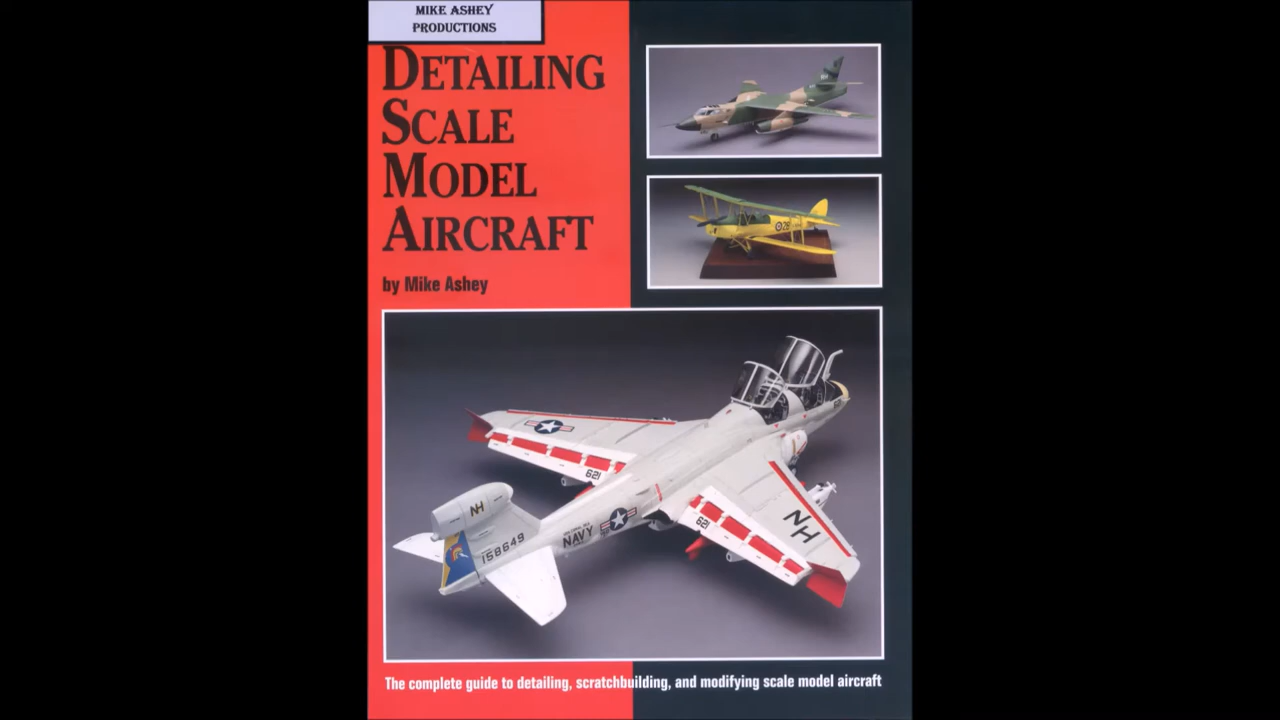 MIKE ASHEY
PRODUCTIONS
DETAILING
SCALE
MODEL
AIRCRAFT
by Mike Ashey
NH
621
NH
621
NAVY
158649
The complete guide to detailing, scratchbuilding, and modifying scale model aircraft